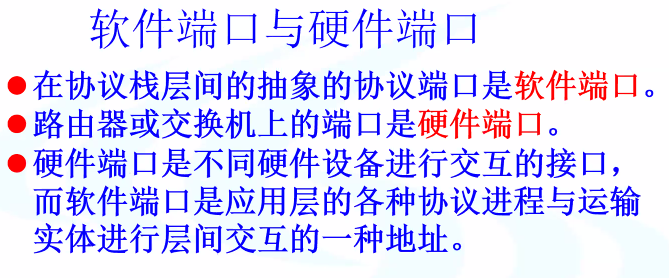 软件端口与硬件端口
●在协议栈层间的抽象的协议端口是软件端口。
●路由器或交换机上的端口是硬件端口。
●硬件端口是不同硬件设备进行交互的接口，
而软件端口是应用层的各种协议进程与运输
实体进行层间交互的一种地址。